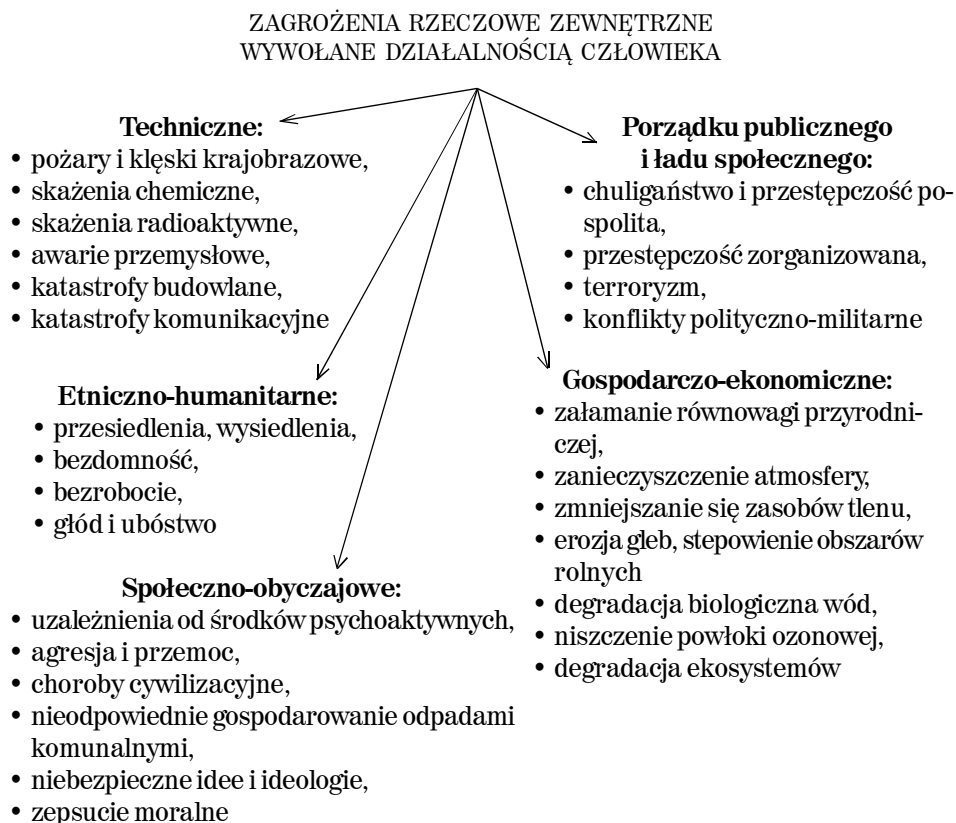 ZAGROŻENIA RZECZOWE ZEWNĘTRZNE
WYWOŁANE DZIAŁALNOŚCIĄ CZŁOWIEKA
Techniczne:
• pożary i klęski krajobrazowe,
• skażenia chemiczne,
• skażenia radioaktywne,
• awarie przemysłowe,
• katastrofy budowlane,
• katastrofy komunikacyjne
Porządku publicznego
i ładu społecznego:
• chuligaństwo i przestępczość po-
spolita,
• przestępczość zorganizowana,
• terroryzm,
• konflikty polityczno-militarne
Etniczno-humanitarne:
• przesiedlenia, wysiedlenia,
• bezdomność,
• bezrobocie,
• głód i ubóstwo
Gospodarczo-ekonomiczne:
• załamanie równowagi przyrodni-
czej,
• zanieczyszczenie atmosfery,
• zmniejszanie się zasobów tlenu,
• erozja gleb, stepowienie obszarów
rolnych
• degradacja biologiczna wód,
• niszczenie powłoki ozonowej,
• degradacja ekosystemów
Społeczno-obyczajowe:
• uzależnienia od środków psychoaktywnych,
• agresja i przemoc,
• choroby cywilizacyjne,
• nieodpowiednie gospodarowanie odpadami
komunalnymi,
• niebezpieczne idee i ideologie,
• zepsucie moralne